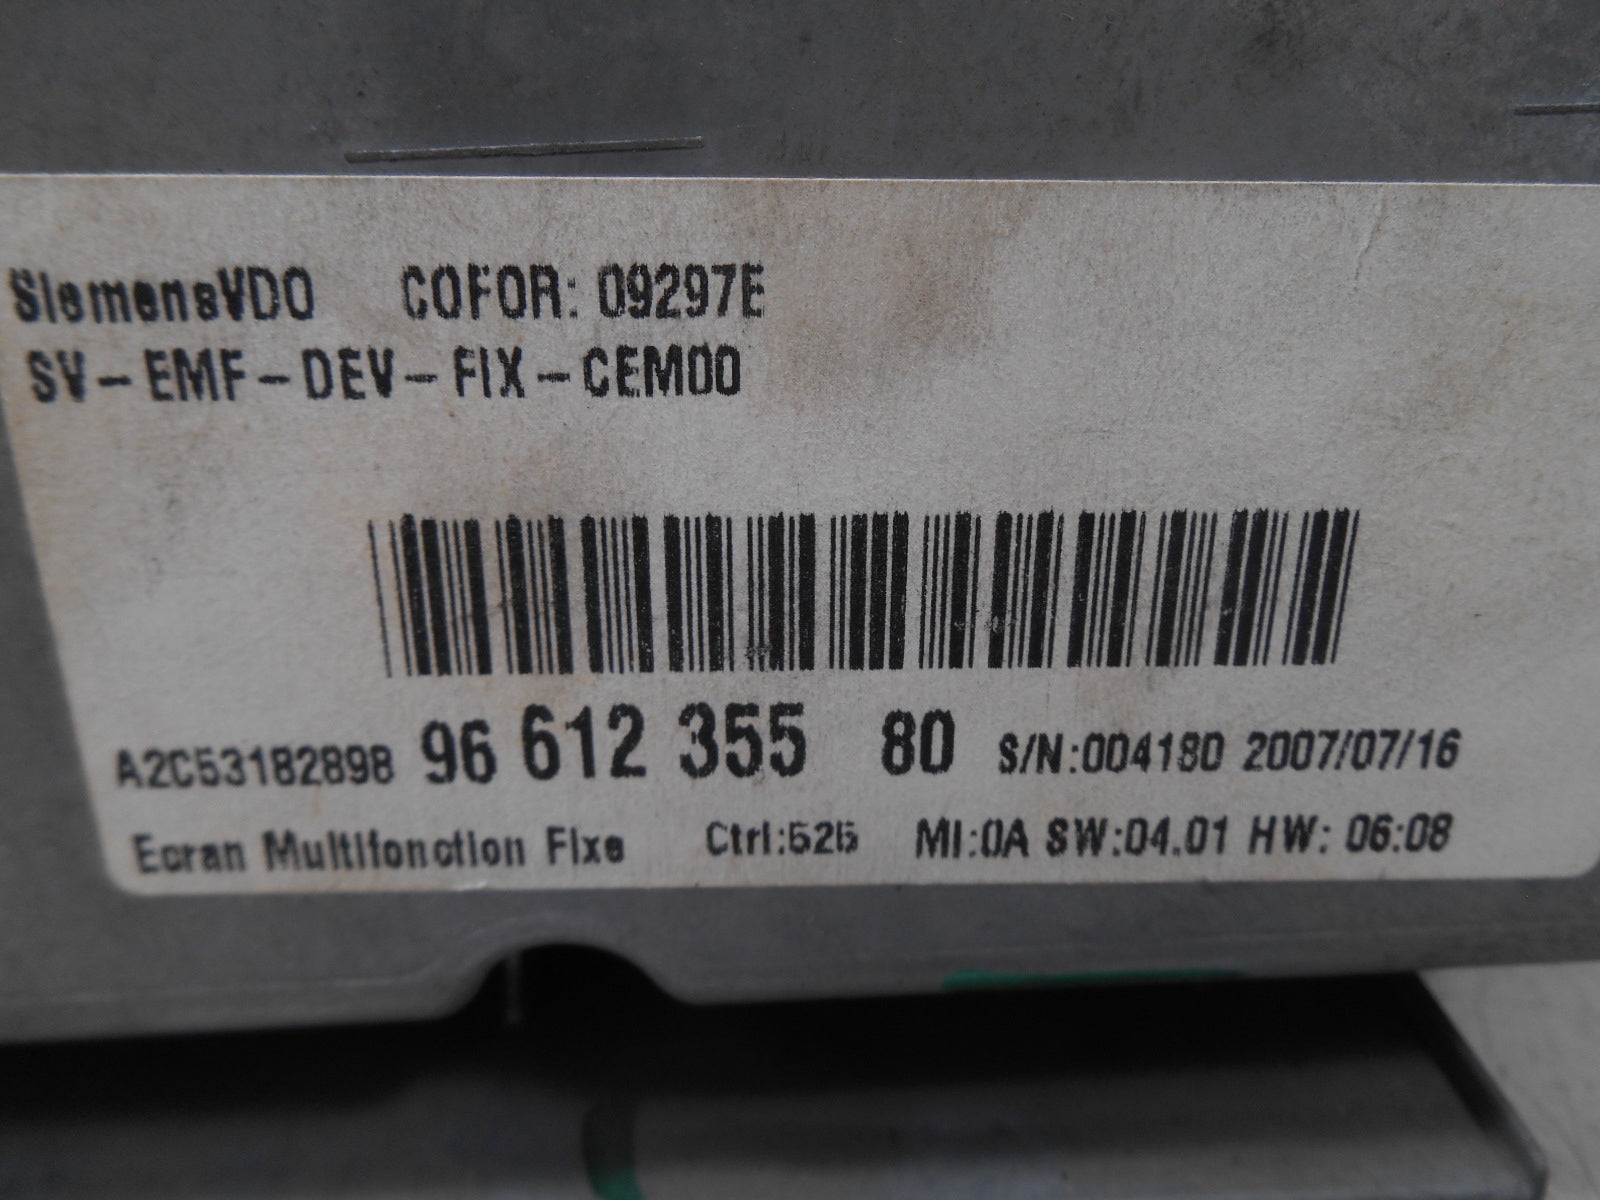 SiemensVDO COFOR: 09297E
SV-EMF-DEV-FIX-CEM00
A2C53182898 96 612 355 80 S/N:004180 2007/07/16
Ecran Multifonction Fixe Ctrl:525 MI:0A SW:04.01 HW: 06:08